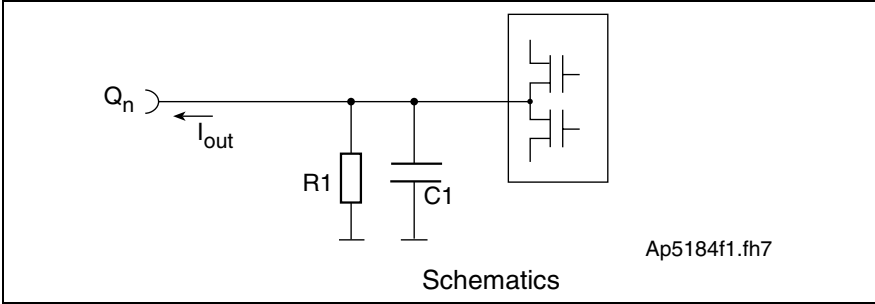 Qn
Iout
R1
C1
Ap5184f1.fh7
Schematics